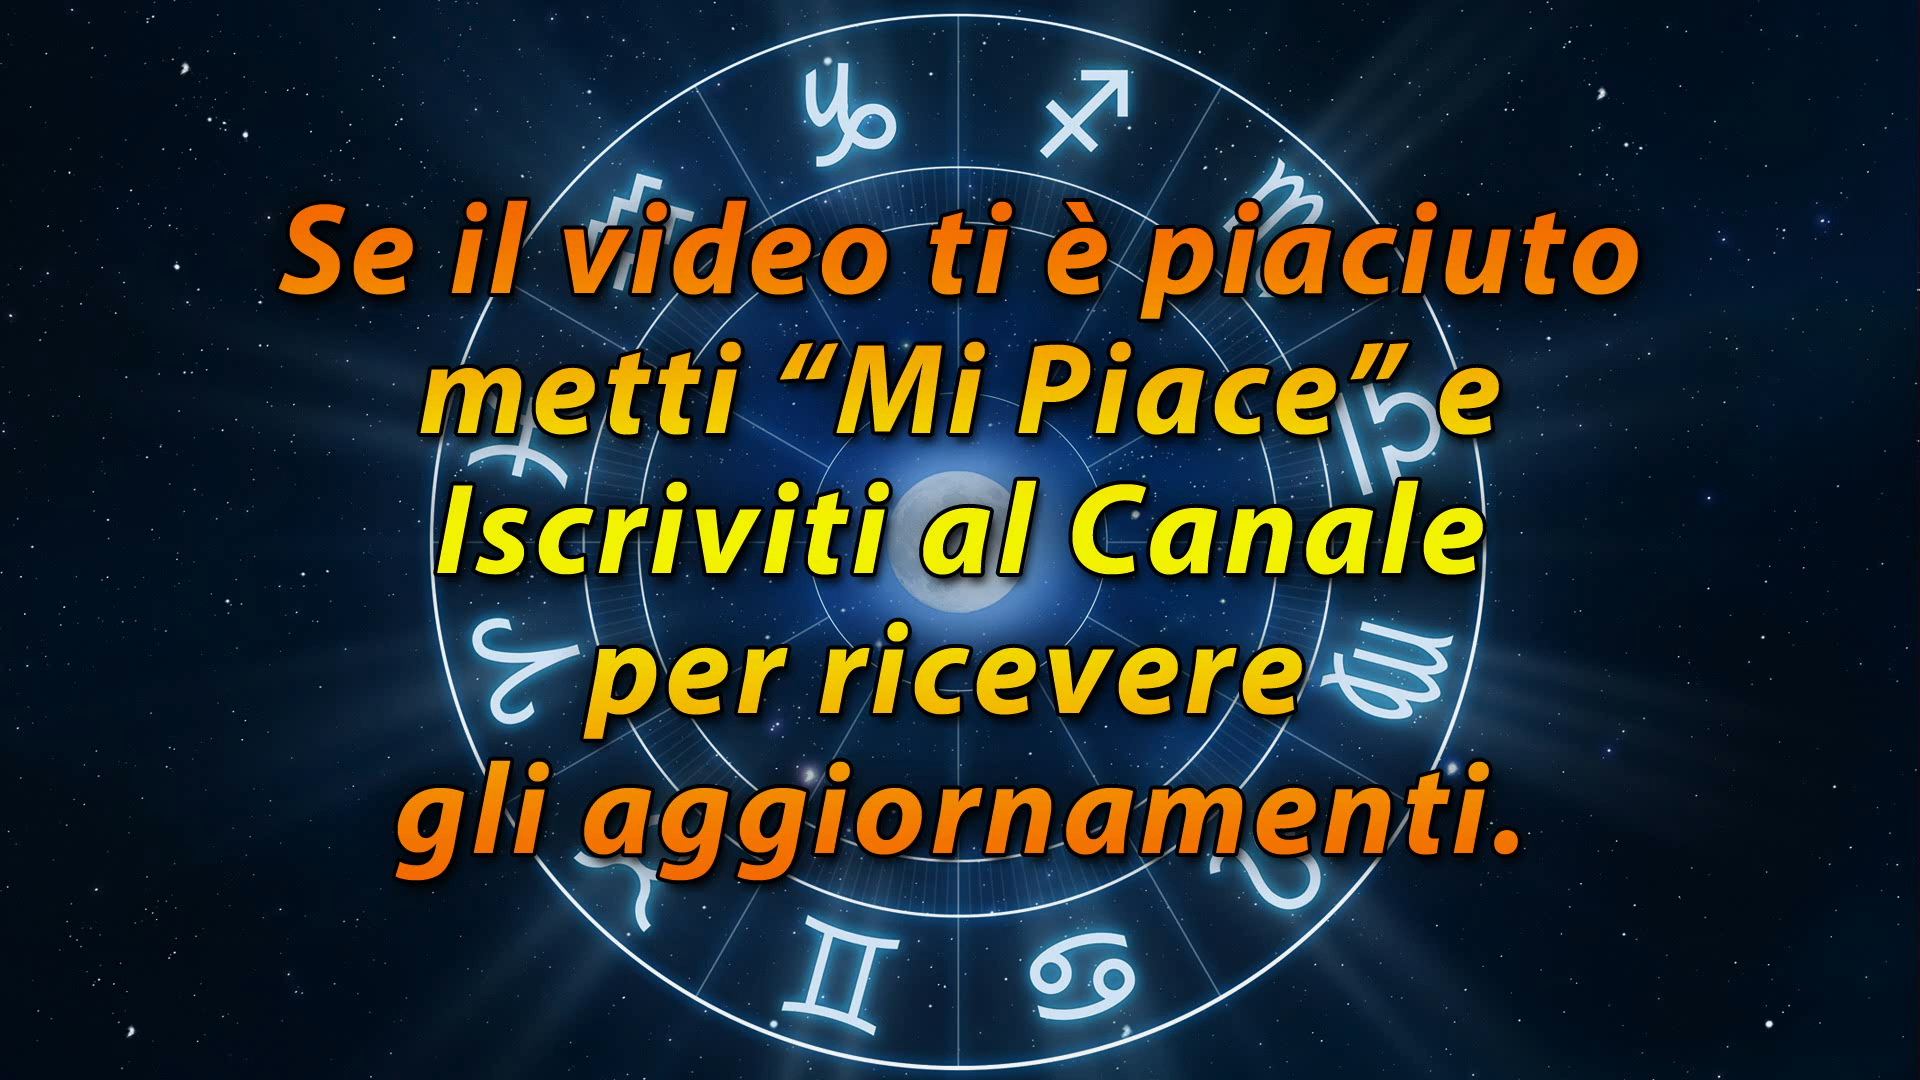 Se il video ti è piaciuto
metti “Mi Piace” e
Iscriviti al Canale
per ricevere
gli aggiornamenti.